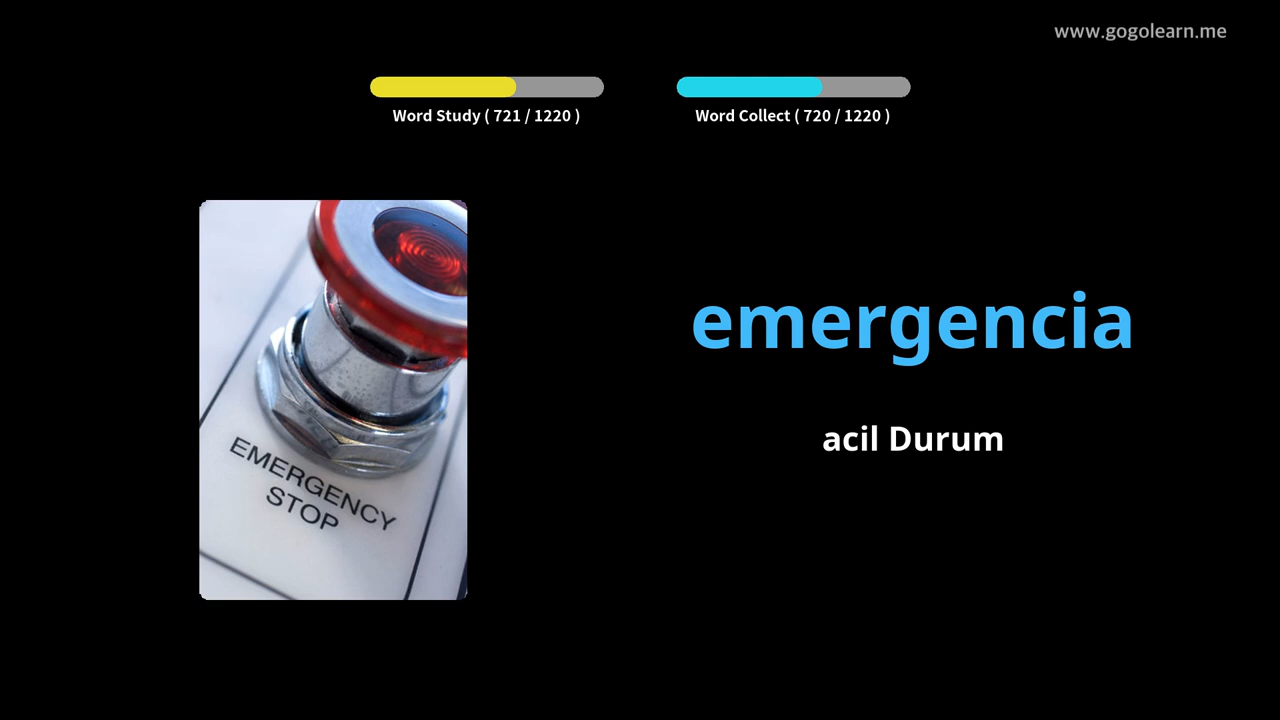 www.gogolearn.me
Word Study ( 721 / 1220 )
Word Collect ( 720 / 1220 )
EMERGENCY
STOP
emergencia
acil Durum